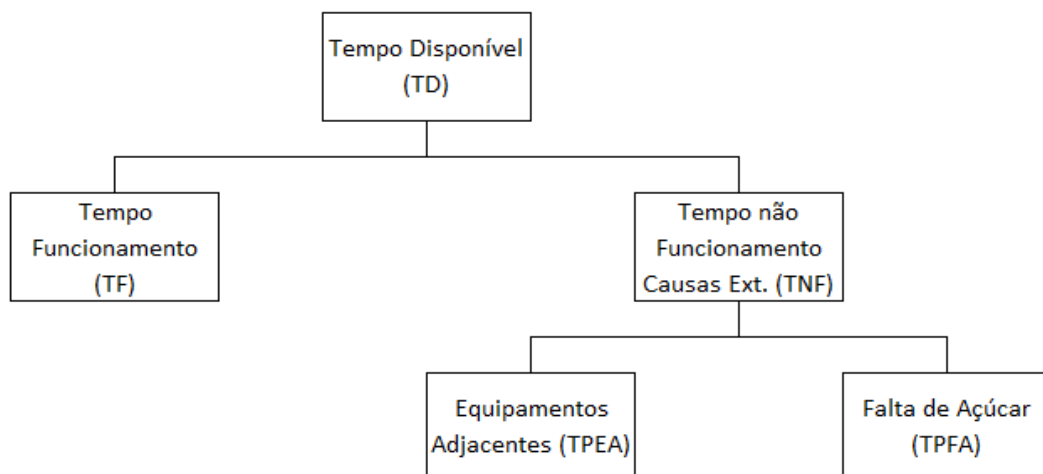 Tempo Disponível
(TD)
Tempo
Funcionamento
(TF)
Tempo não
Funcionamento
Causas Ext. (TNF)
Equipamentos
Adjacentes (TPEA)
Falta de Açúcar
(TPFA)